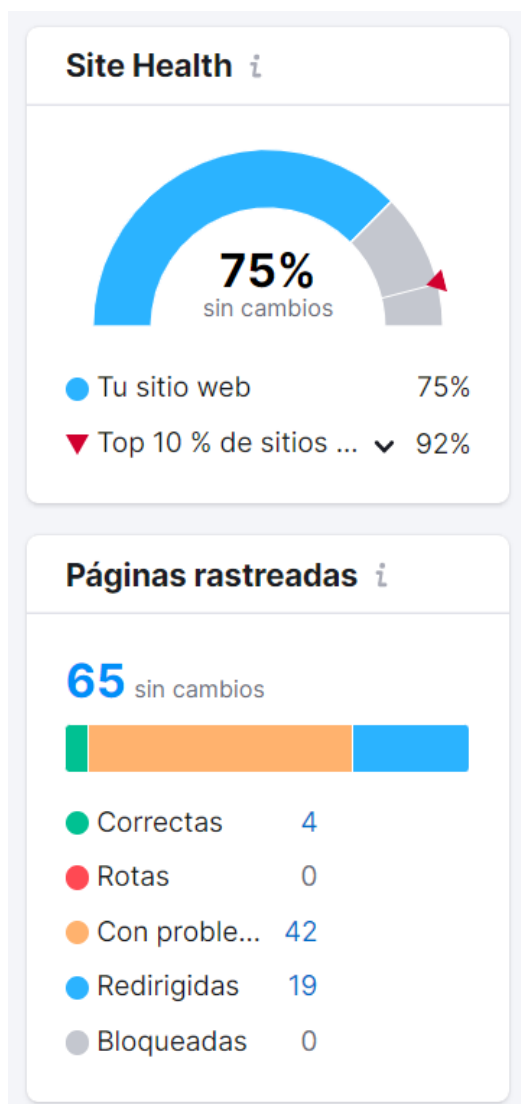 Site Health i
75%
sin cambios
Tu sitio web 75%
Top 10 % de sitios ... 92%
Páginas rastreadas i
65 sin cambios
Correctas 4
Rotas 0
Con proble... 42
Redirigidas 19
Bloqueadas 0